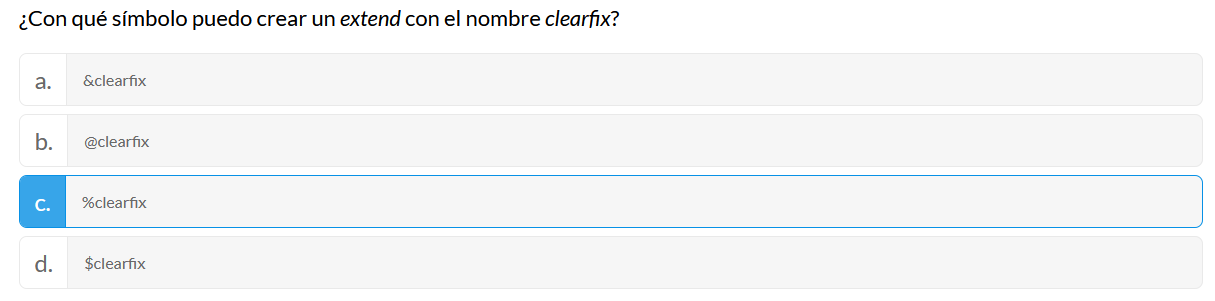 ¿Con qué símbolo puedo crear un extend con el nombre clearfix?
a. &clearfix
b. @clearfix
c. %clearfix
d. $clearfix